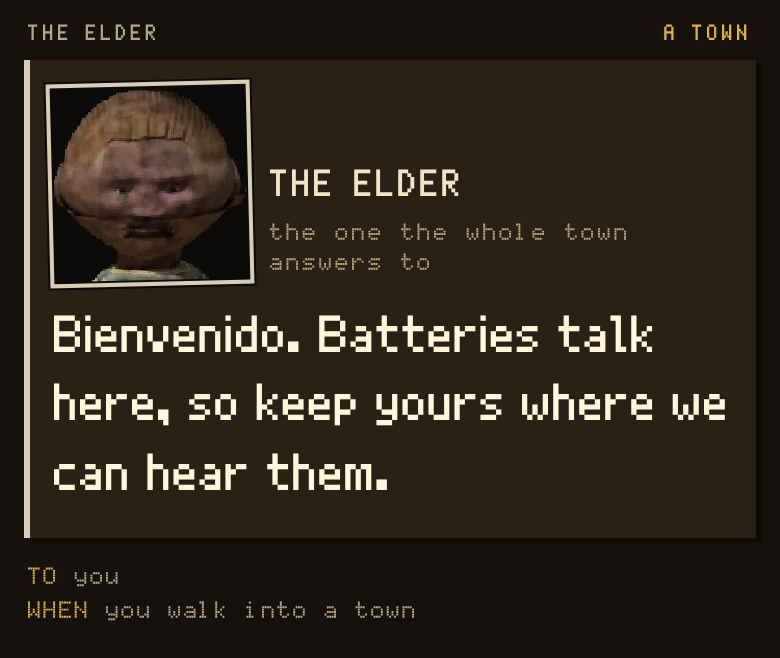 THE ELDER
A TOWN
THE ELDER
the one the whole town
answers to
Bienvenido. Batteries talk
here, so keep yours where we
can hear them.
TO you
WHEN you walk into a town